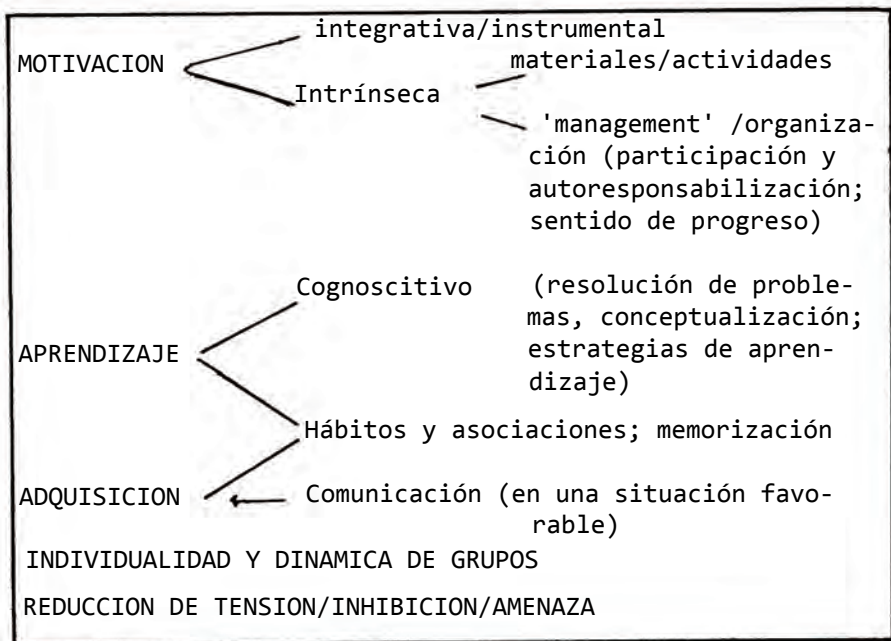 integrativa/instrumental
MOTIVACION
materiales/actividades
Intrínseca
'management' /organiza-
ción (participación y
autoresponsabilización;
sentido de progreso)
Cognoscitivo (resolución de proble-
mas, conceptualización;
estrategias de apren-
dizaje)
APRENDIZAJE
Hábitos y asociaciones; memorización
ADQUISICION Comunicación (en una situación favo-
rable)
INDIVIDUALIDAD Y DINAMICA DE GRUPOS
REDUCCION DE TENSION/INHIBICION/AMENAZA